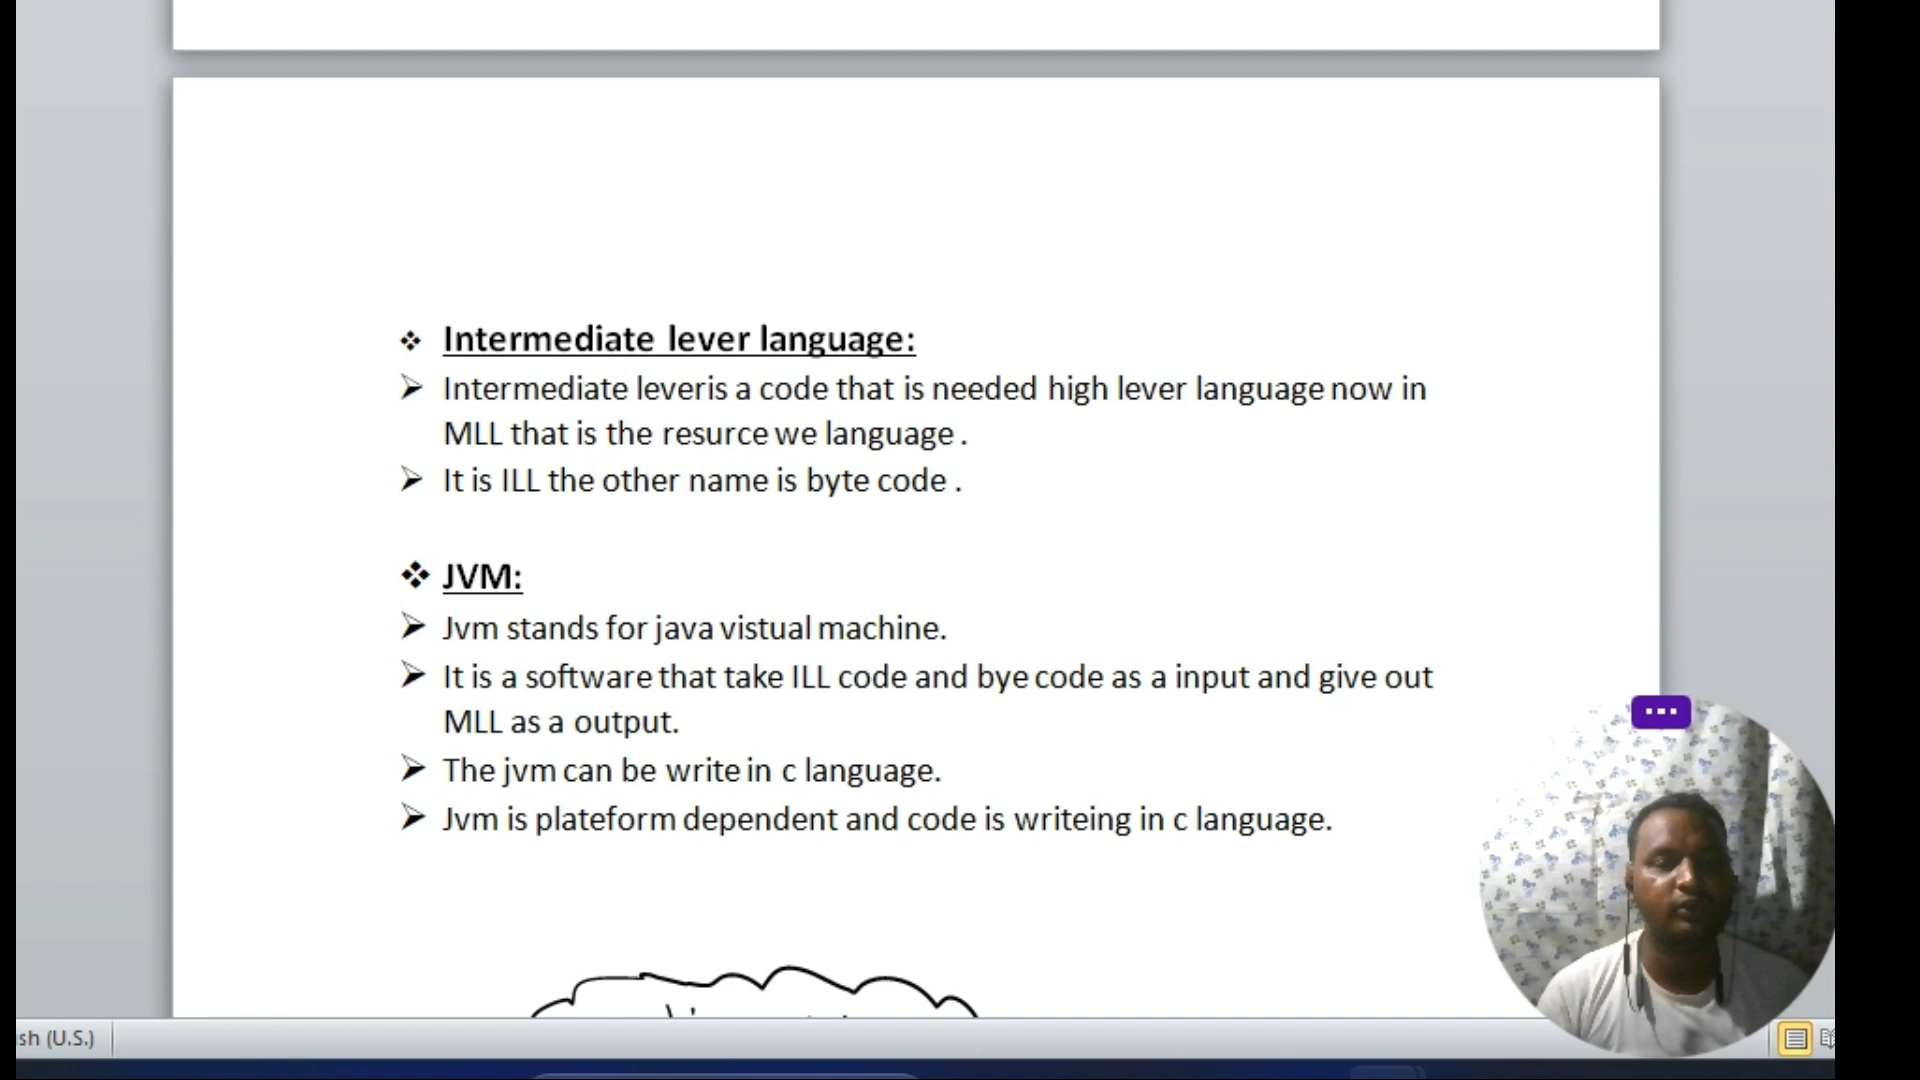 Intermediate lever language:
Intermediate leveris a code that is needed high lever language now in
MLL that is the resurce we language .
It is ILL the other name is byte code .
JVM:
Jvm stands for java vistual machine.
It is a software that take ILL code and bye code as a input and give out
MLL as a output.
The jvm can be write in c language.
Jvm is plateform dependent and code is writeing in c language.
sh (U.S.)